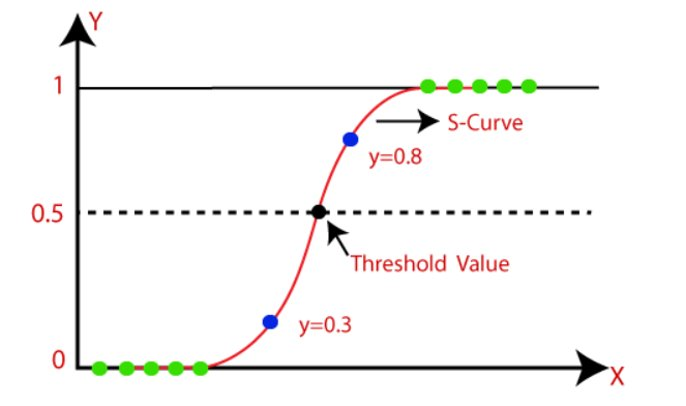 Y
1
S-Curve
y=0.8
0.5
Threshold Value
y=0.3
0
X